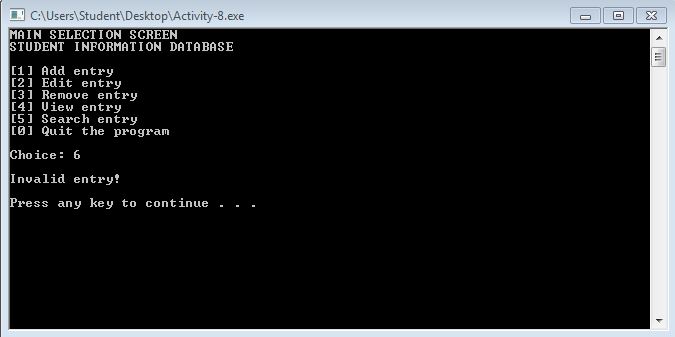 C:\Users\Student\Desktop\Activity-8.exe
MAIN SELECTION SCREEN
STUDENT INFORMATION DATABASE
[1] Add entry
[2] Edit entry
[3] Remove entry
[4] View entry
[5] Search entry
[0] Quit the program
Choice: 6
Invalid entry!
Press any key to continue . . .